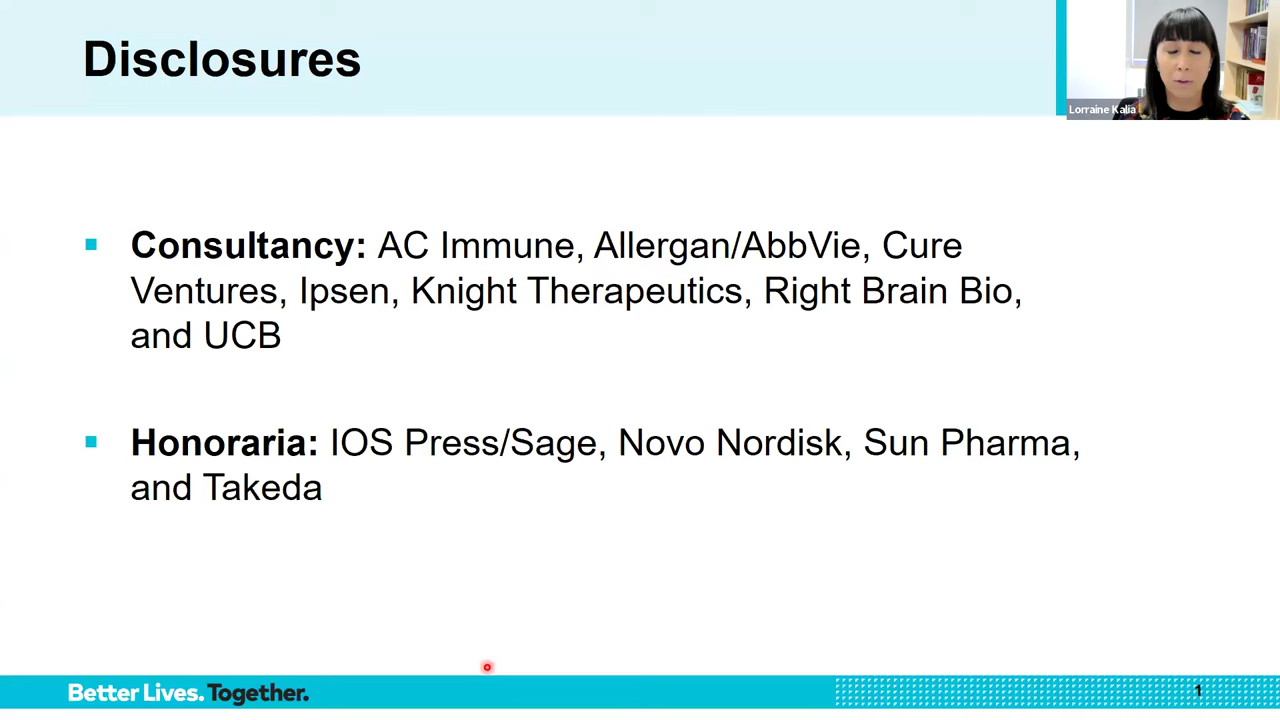 Disclosures
Lorraine Kalia
Consultancy: AC Immune, Allergan/AbbVie, Cure
Ventures, Ipsen, Knight Therapeutics, Right Brain Bio,
and UCB
Honoraria: IOS Press/Sage, Novo Nordisk, Sun Pharma,
and Takeda
Better Lives. Together.
1